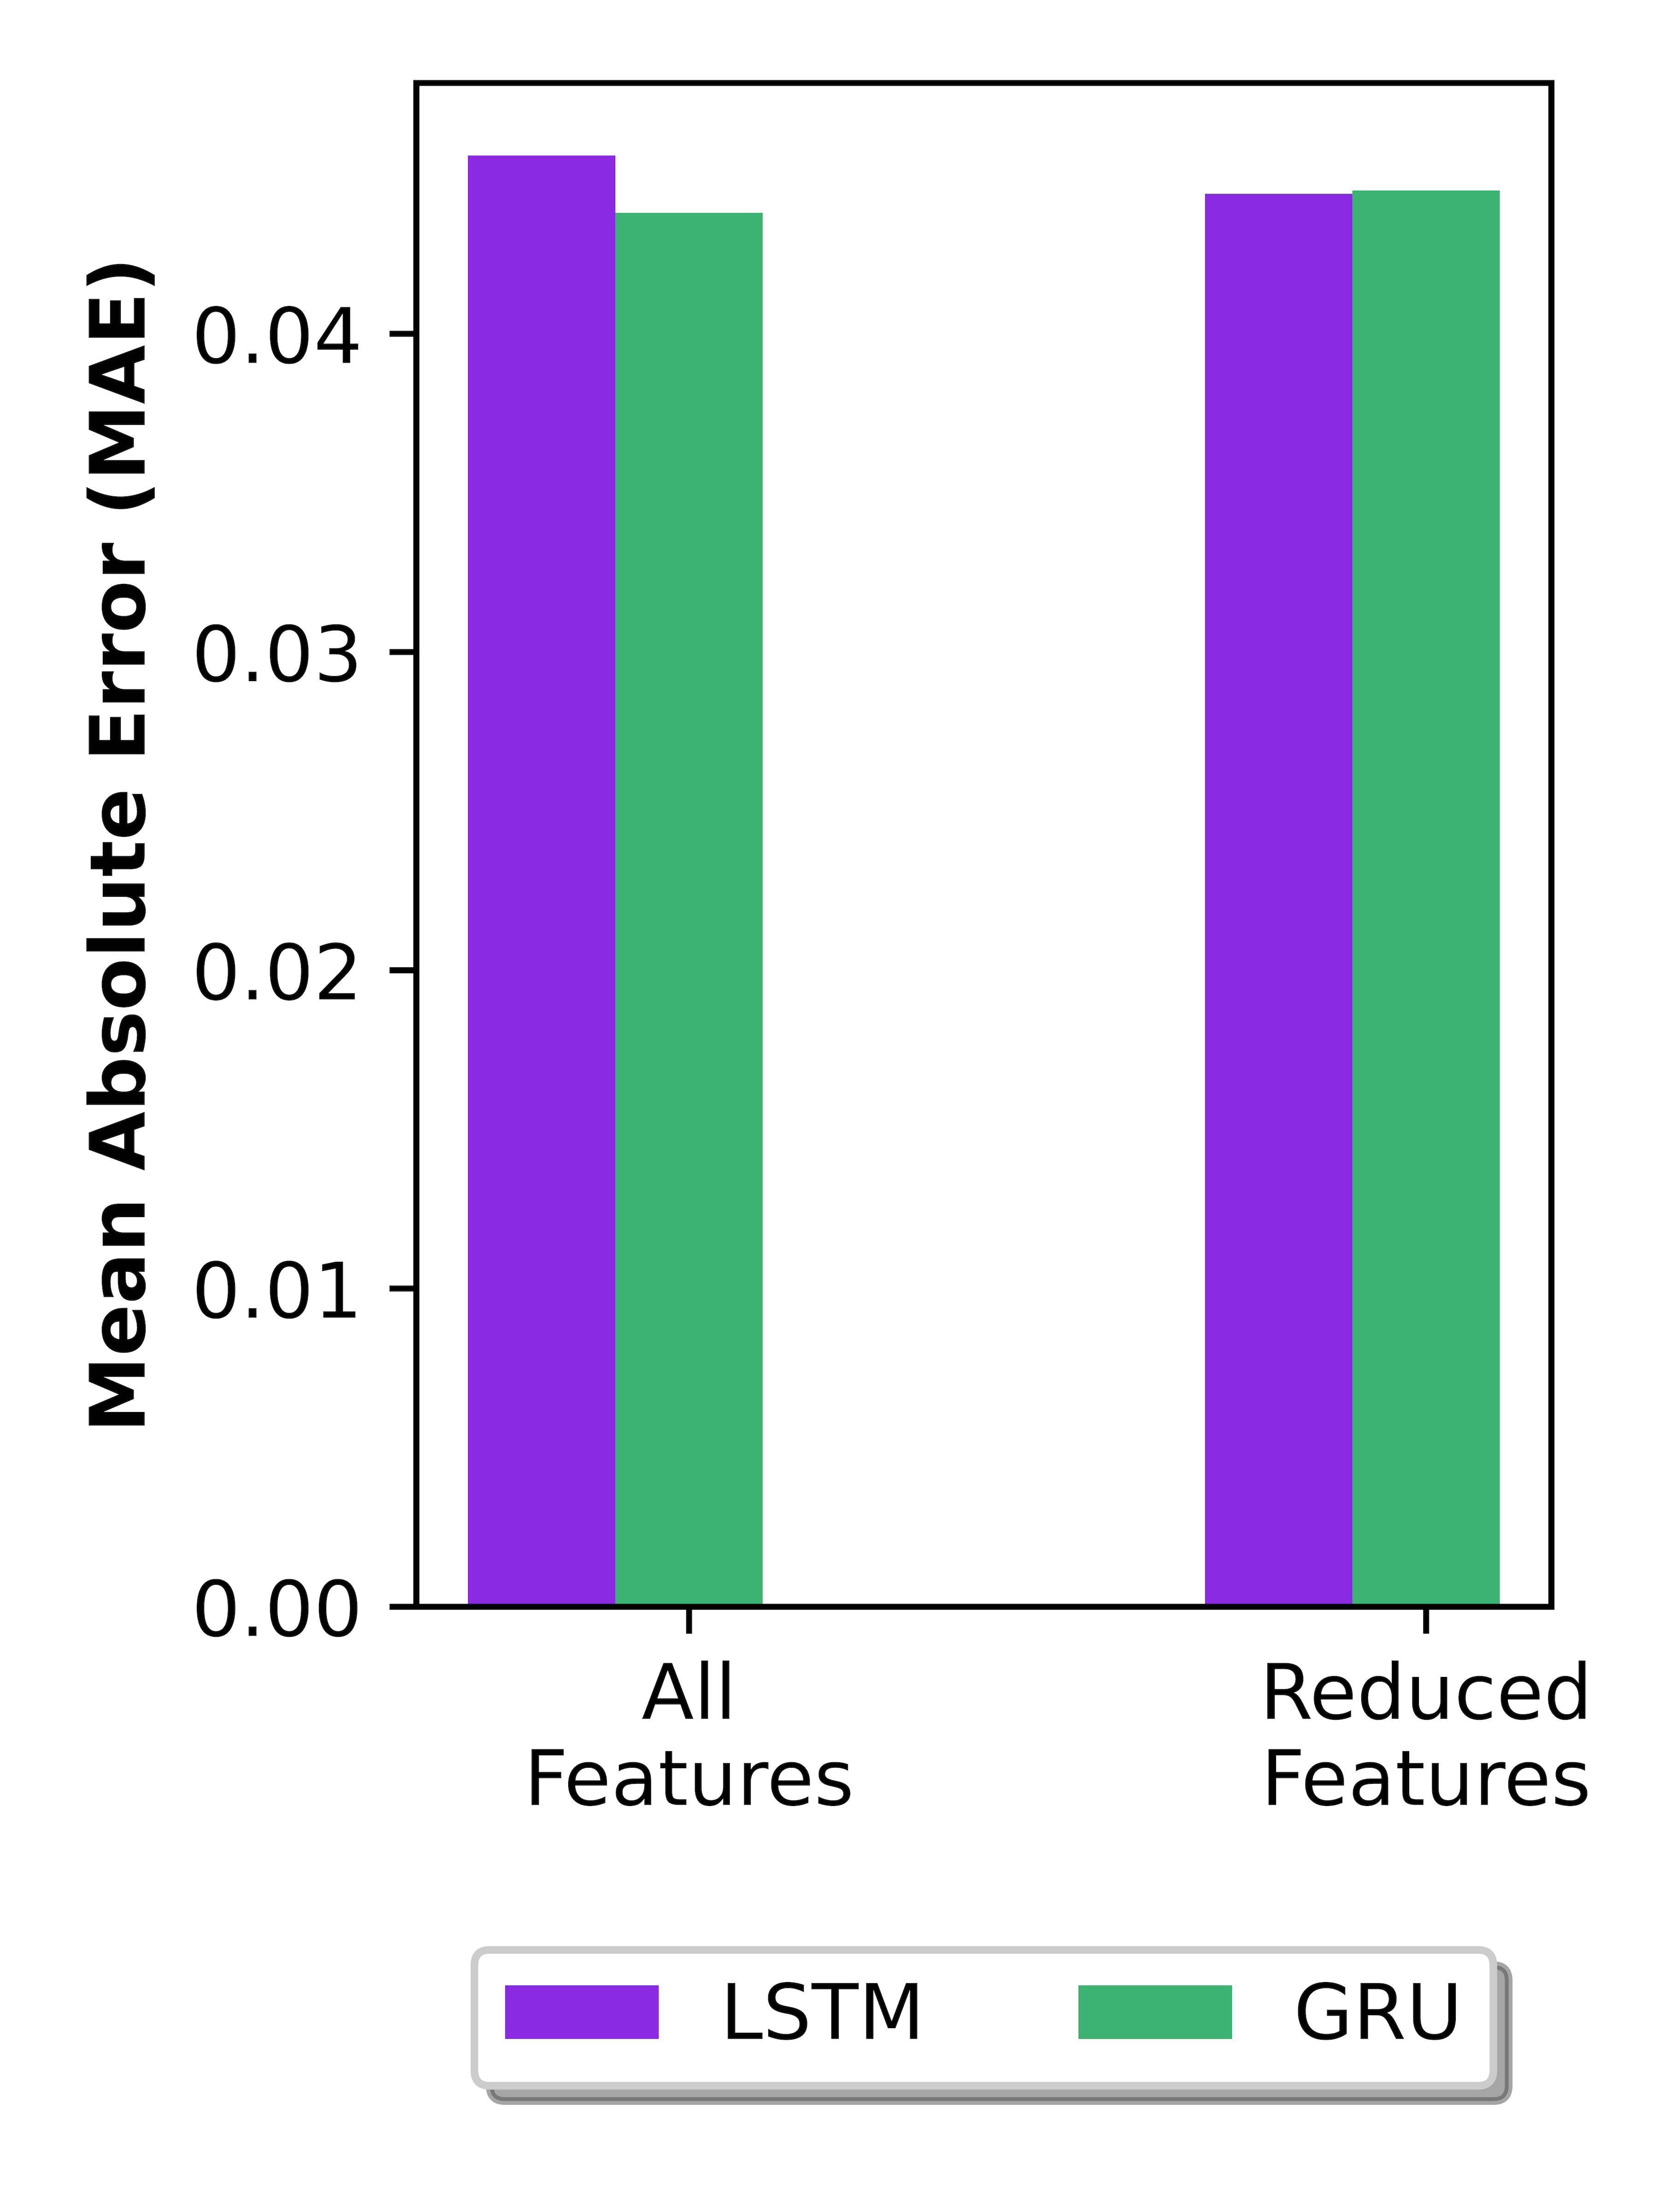 Mean Absolute Error (MAE)
0.04
0.03
0.02
0.01
0.00
All
Features
Reduced
Features
LSTM
GRU